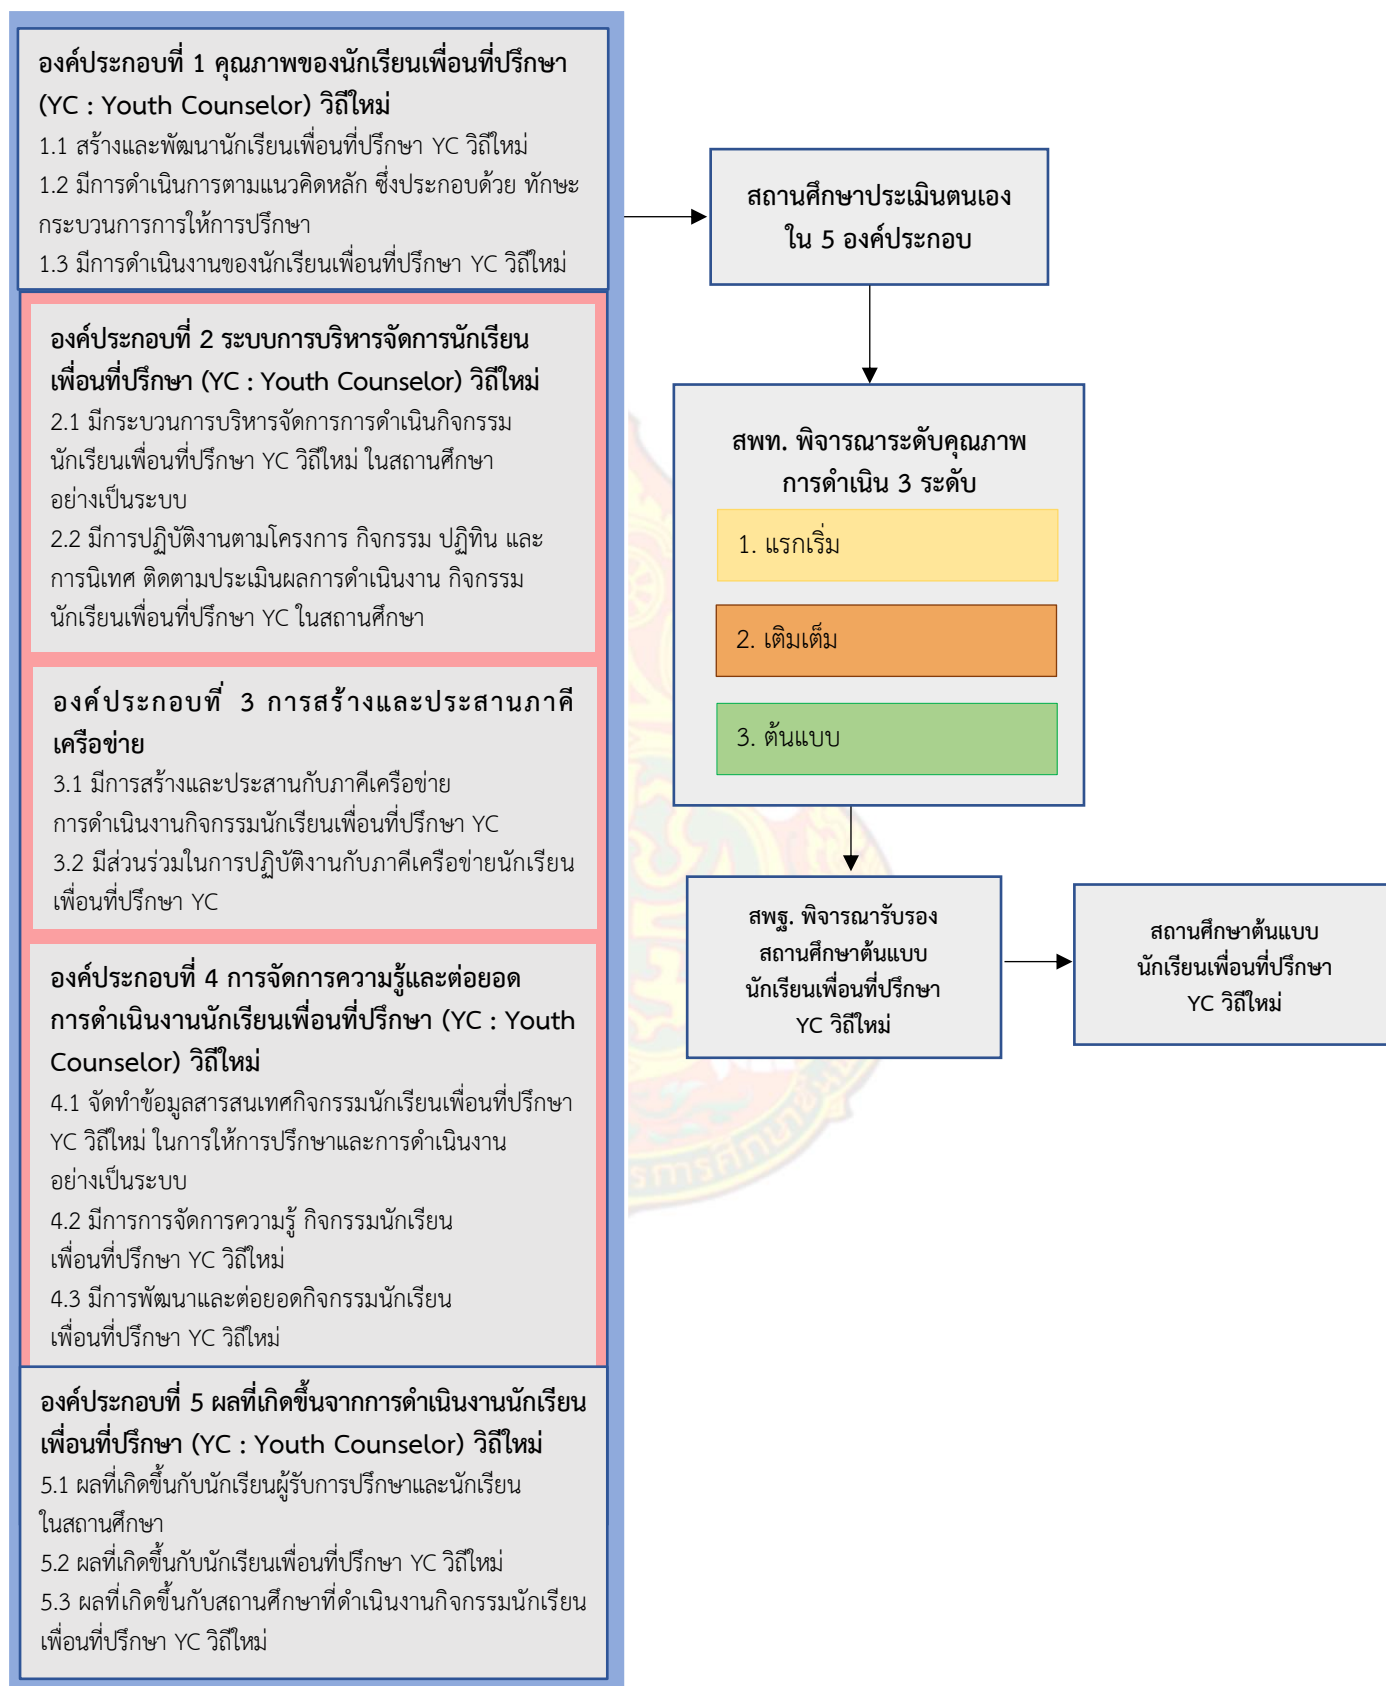 องค์ประกอบที่ 1 คุณภาพของนักเรียนเพื่อนที่ปรึกษา
(YC : Youth Counselor) วิถีใหม่
1.1 สร้างและพัฒนานักเรียนเพื่อนที่ปรึกษา YC วิถีใหม่
1.2 มีการดำเนินการตามแนวคิดหลัก ซึ่งประกอบด้วย ทักษะ
กระบวนการการให้การปรึกษา
1.3 มีการดำเนินงานของนักเรียนเพื่อนที่ปรึกษา YC วิถีใหม่
องค์ประกอบที่ 2 ระบบการบริหารจัดการนักเรียน
เพื่อนที่ปรึกษา (YC : Youth Counselor) วิถีใหม่
2.1 มีกระบวนการบริหารจัดการการดำเนินกิจกรรม
นักเรียนเพื่อนที่ปรึกษา YC วิถีใหม่ ในสถานศึกษา
อย่างเป็นระบบ
2.2 มีการปฏิบัติงานตามโครงการ กิจกรรม ปฏิทิน และ
การนิเทศ ติดตามประเมินผลการดำเนินงาน กิจกรรม
นักเรียนเพื่อนที่ปรึกษา YC ในสถานศึกษา
องค์ประกอบที่ 3 การสร้างและประสานภาคี
เครือข่าย
3.1 มีการสร้างและประสานกับภาคีเครือข่าย
การดำเนินงานกิจกรรมนักเรียนเพื่อนที่ปรึกษา YC
3.2 มีส่วนร่วมในการปฏิบัติงานกับภาคีเครือข่ายนักเรียน
เพื่อนที่ปรึกษา YC
องค์ประกอบที่ 4 การจัดการความรู้และต่อยอด
การดำเนินงานนักเรียนเพื่อนที่ปรึกษา (YC : Youth
Counselor) วิถีใหม่
4.1 จัดทำข้อมูลสารสนเทศกิจกรรมนักเรียนเพื่อนที่ปรึกษา
YC วิถีใหม่ ในการให้การปรึกษาและการดำเนินงาน
อย่างเป็นระบบ
4.2 มีการการจัดการความรู้ กิจกรรมนักเรียน
เพื่อนที่ปรึกษา YC วิถีใหม่
4.3 มีการพัฒนาและต่อยอดกิจกรรมนักเรียน
เพื่อนที่ปรึกษา YC วิถีใหม่
องค์ประกอบที่ 5 ผลที่เกิดขึ้นจากการดำเนินงานนักเรียน
เพื่อนที่ปรึกษา (YC : Youth Counselor) วิถีใหม่
5.1 ผลที่เกิดขึ้นกับนักเรียนผู้รับการปรึกษาและนักเรียน
ในสถานศึกษา
5.2 ผลที่เกิดขึ้นกับนักเรียนเพื่อนที่ปรึกษา YC วิถีใหม่
5.3 ผลที่เกิดขึ้นกับสถานศึกษาที่ดำเนินงานกิจกรรมนักเรียน
เพื่อนที่ปรึกษา YC วิถีใหม่
สถานศึกษาประเมินตนเอง
ใน 5 องค์ประกอบ
สพท. พิจารณาระดับคุณภาพ
การดำเนิน 3 ระดับ
1. แรกเริ่ม
2. เติมเต็ม
3. ต้นแบบ
สพฐ. พิจารณารับรอง
สถานศึกษาต้นแบบ
นักเรียนเพื่อนที่ปรึกษา
YC วิถีใหม่
สถานศึกษาต้นแบบ
นักเรียนเพื่อนที่ปรึกษา
YC วิถีใหม่